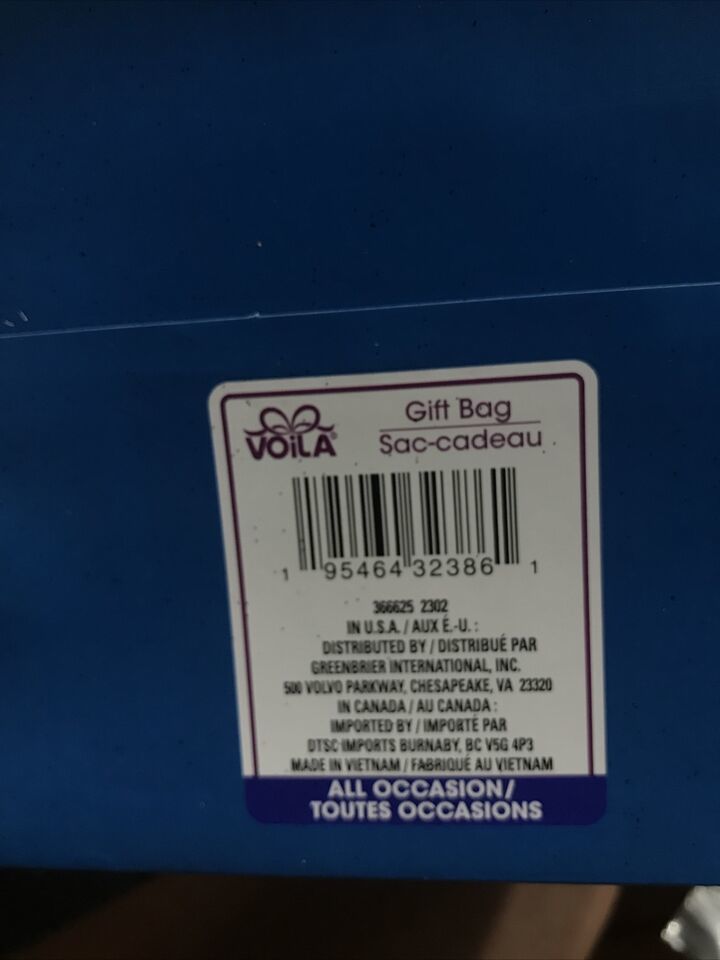 VOiLA®
Gift Bag
Sac-cadeau
1 95464 32386 1
366625 2302
IN U.S.A. / AUX É.-U. :
DISTRIBUTED BY / DISTRIBUÉ PAR
GREENBRIER INTERNATIONAL, INC.
500 VOLVO PARKWAY, CHESAPEAKE, VA 23320
IN CANADA / AU CANADA :
IMPORTED BY / IMPORTÉ PAR
DTSC IMPORTS BURNABY, BC V5G 4P3
MADE IN VIETNAM / FABRIQUÉ AU VIETNAM
ALL OCCASION/
TOUTES OCCASIONS